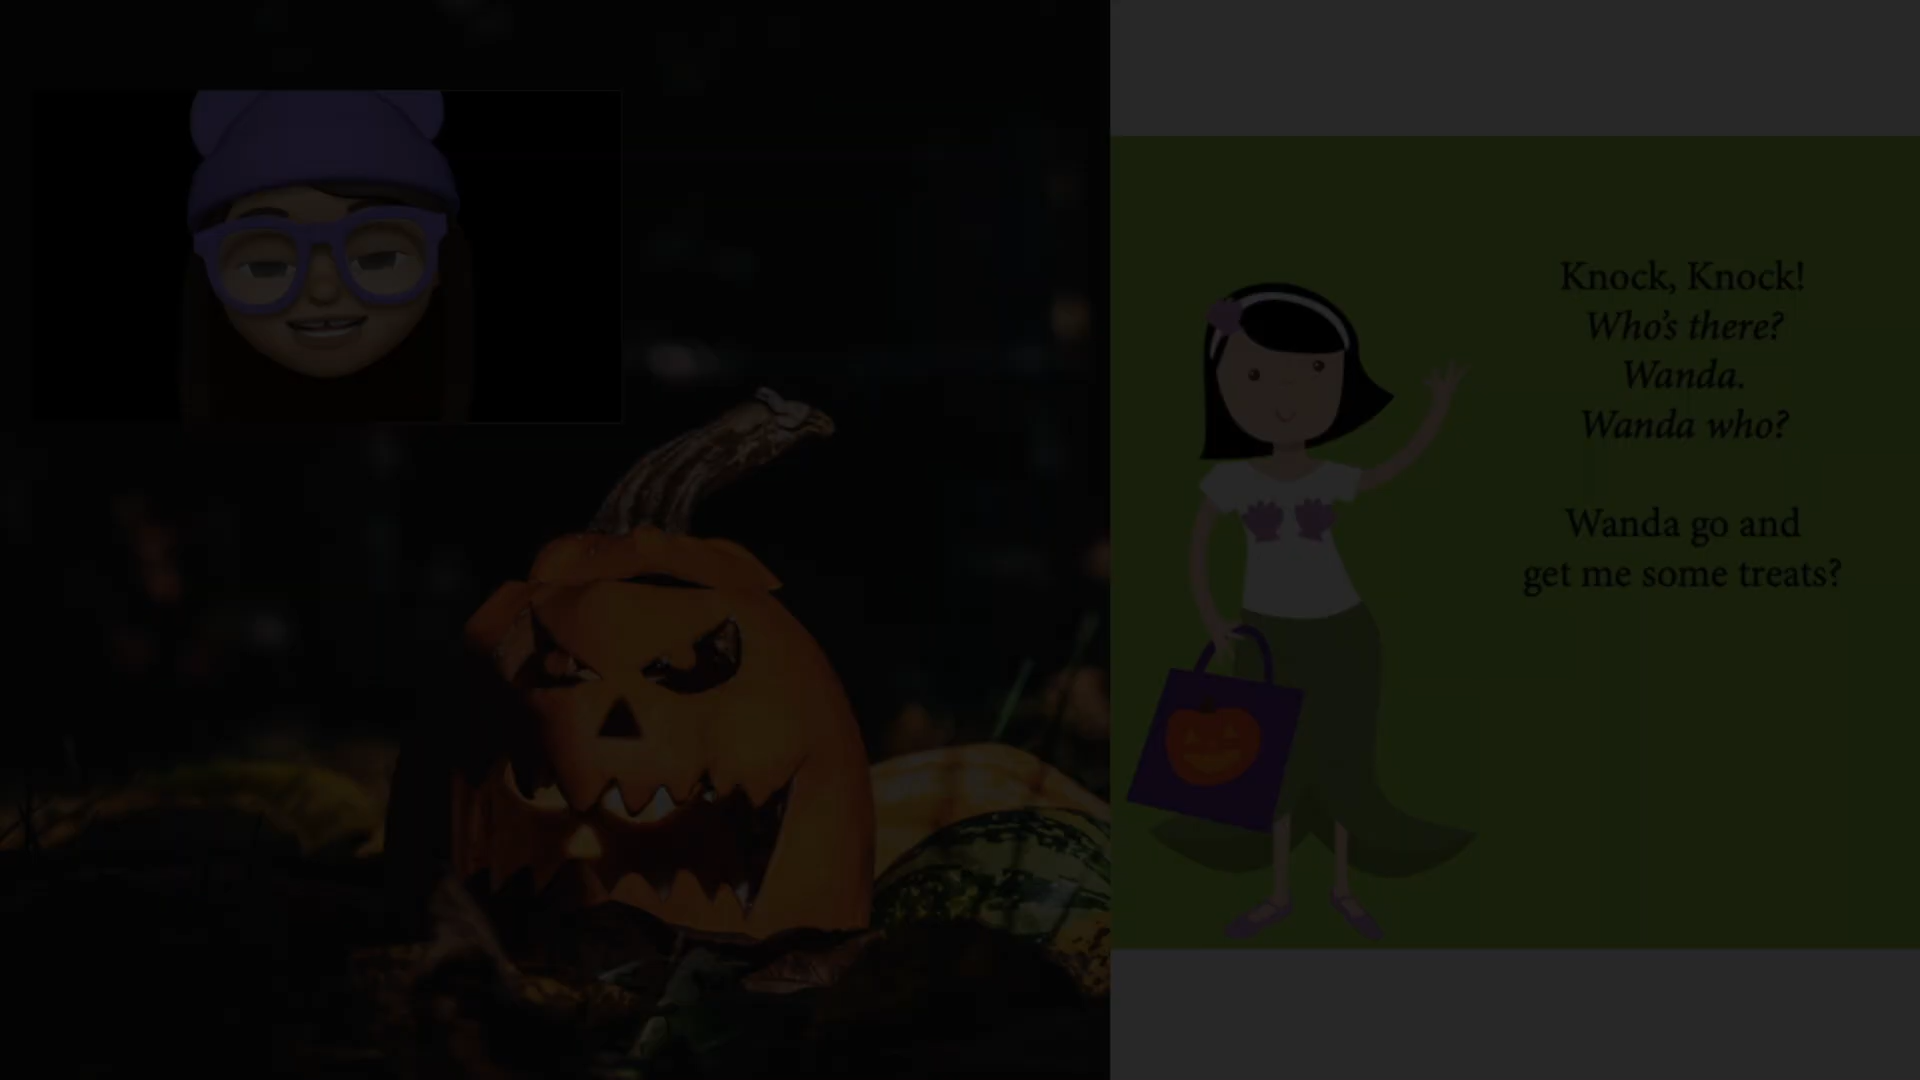 Knock, Knock!
Who's there?
Wanda.
Wanda who?
Wanda go and
get me some treats?